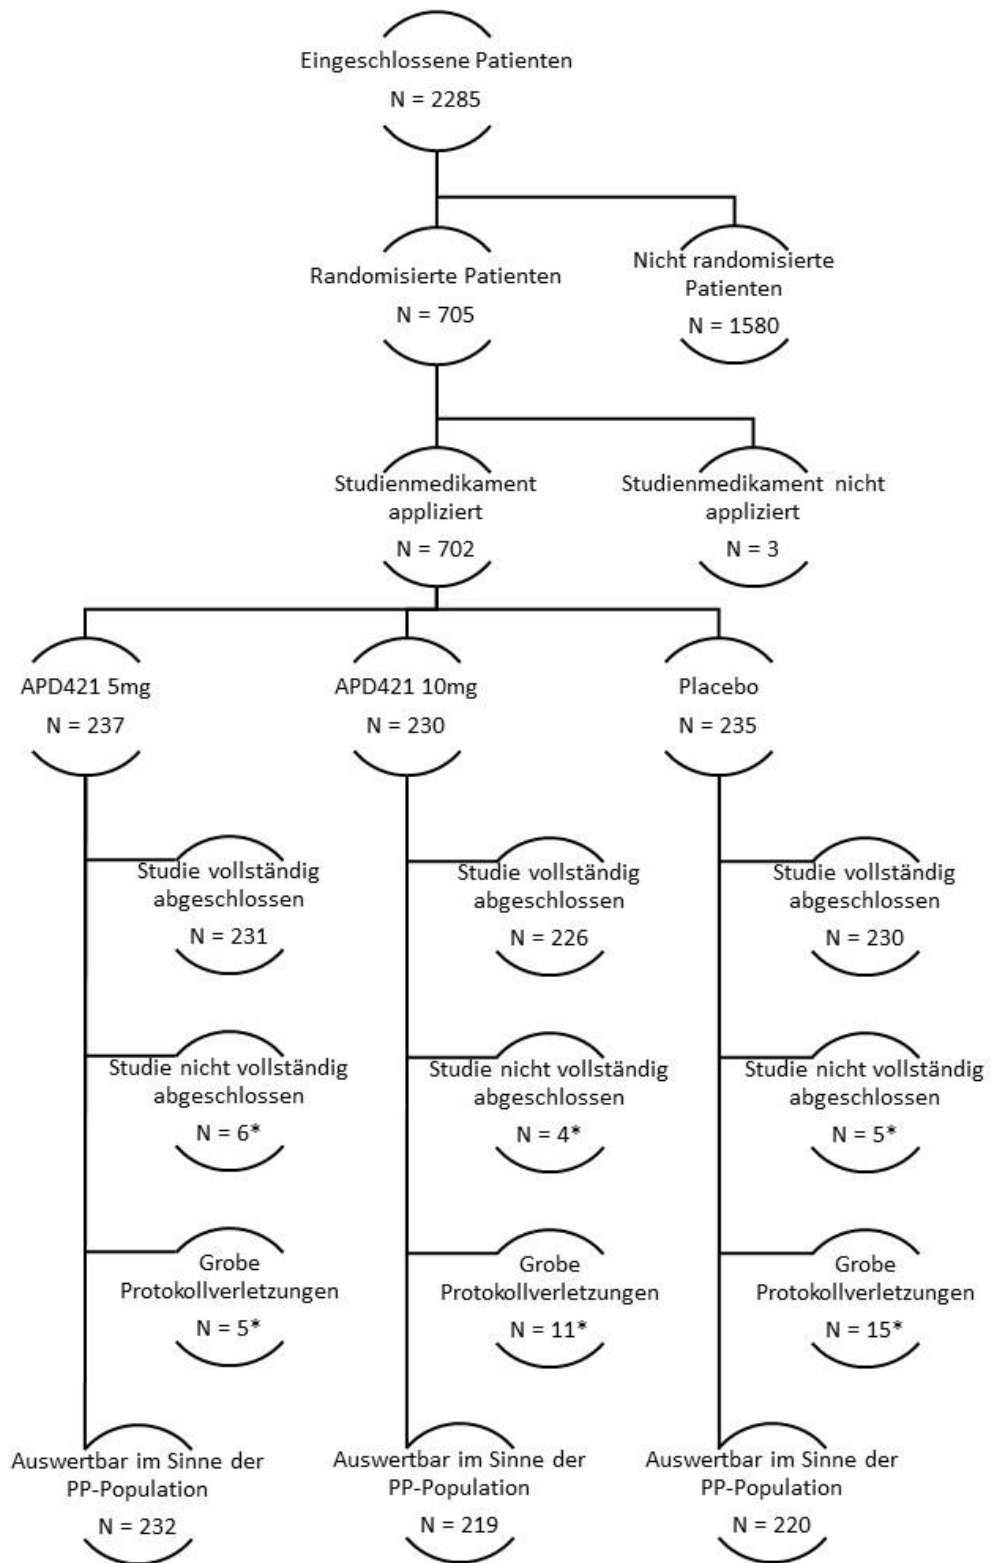 Eingeschlossene Patienten
N = 2285
Randomisierte Patienten
N = 705
Nicht randomisierte
Patienten
N = 1580
Studienmedikament
appliziert
N = 702
Studienmedikament nicht
appliziert
N = 3
APD421 5mg
N = 237
APD421 10mg
N = 230
Placebo
N = 235
Studie vollständig
abgeschlossen
N = 231
Studie vollständig
abgeschlossen
N = 226
Studie vollständig
abgeschlossen
N = 230
Studie nicht vollständig
abgeschlossen
N = 6*
Studie nicht vollständig
abgeschlossen
N = 4*
Studie nicht vollständig
abgeschlossen
N = 5*
Grobe
Protokollverletzungen
N = 5*
Grobe
Protokollverletzungen
N = 11*
Grobe
Protokollverletzungen
N = 15*
Auswertbar im Sinne der
PP-Population
N = 232
Auswertbar im Sinne der
PP-Population
N = 219
Auswertbar im Sinne der
PP-Population
N = 220